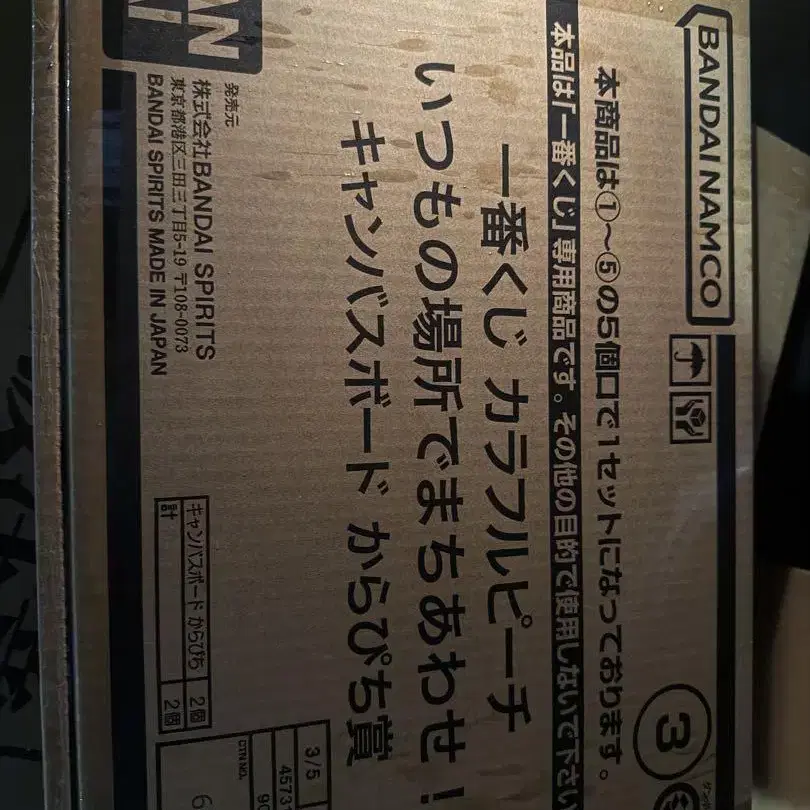 BANDAI NAMCO
本商品は①～⑤の5個口で1セットになっております。
③
本品は「一番くじ」専用商品です。その他の目的で使用しないで下さい
一番くじ カラフルピーチ
いつもの場所でまちあわせ！
キャンバスボード からぴち賞
発売元
株式会社BANDAI SPIRITS
東京都港区三田三丁目5-19 〒108-0073
BANDAI SPIRITS MADE IN JAPAN
キャンバスボード からぴち 2個
計 2個
3/5
4573
90
CTN NO.
6